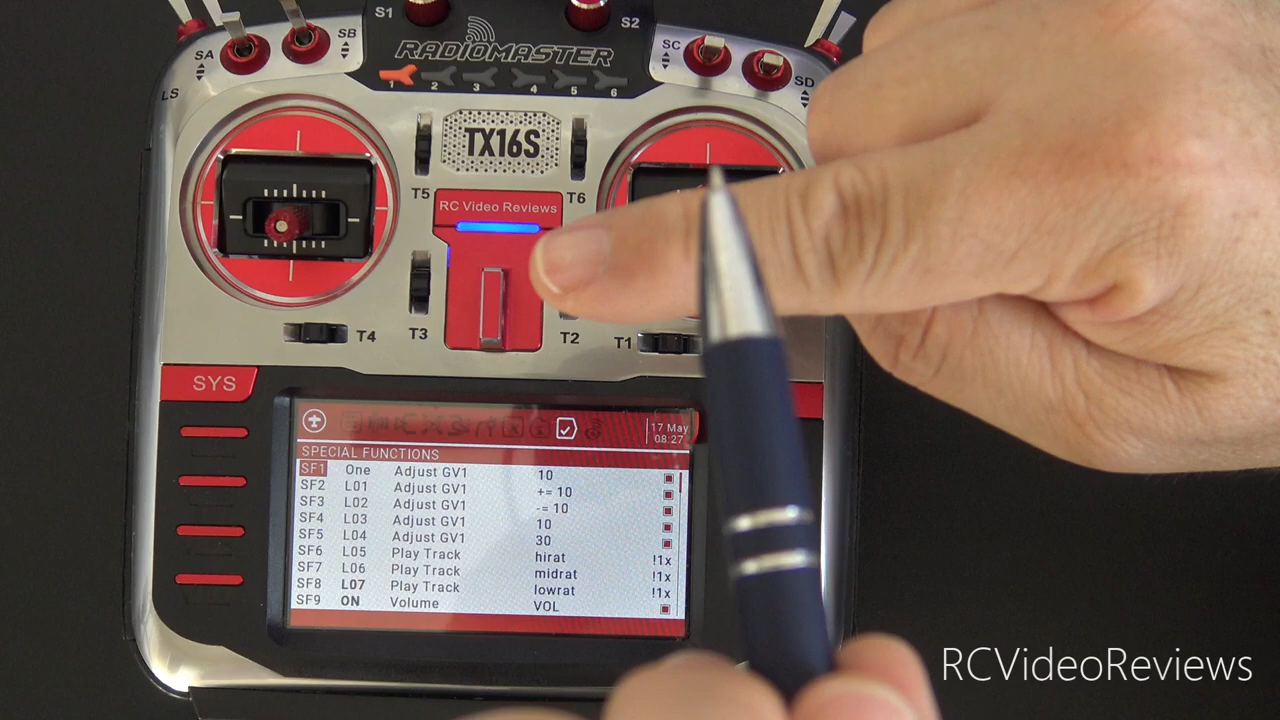 S1
S2
SA
SB
SC
SD
LS
RADIOMASTER
1 2 3 4 5 6
TX16S
T5
T6
RC Video Reviews
T4
T3
T2
T1
SYS
17 May
08:27
SPECIAL FUNCTIONS
SF1 One Adjust GV1 10
SF2 L01 Adjust GV1 += 10
SF3 L02 Adjust GV1 -= 10
SF4 L03 Adjust GV1 10
SF5 L04 Adjust GV1 30
SF6 L05 Play Track hirat !1x
SF7 L06 Play Track midrat !1x
SF8 L07 Play Track lowrat !1x
SF9 ON Volume VOL
RCVideoReviews